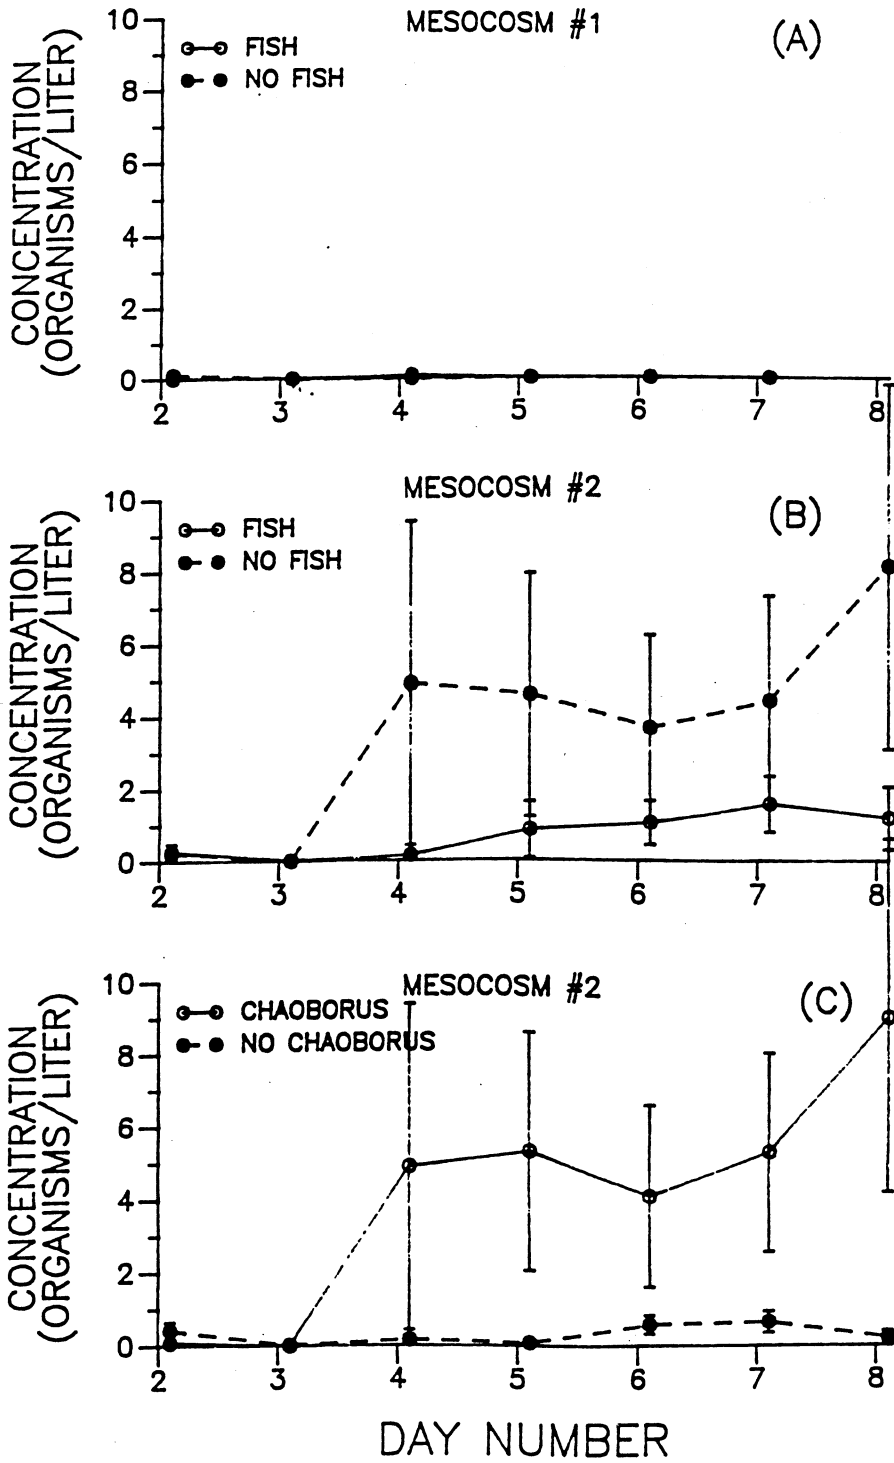 MESOCOSM #1
(A)
FISH
NO FISH
CONCENTRATION
(ORGANISMS/LITER)
10
8
6
4
2
0
2 3 4 5 6 7 8
MESOCOSM #2
(B)
FISH
NO FISH
CONCENTRATION
(ORGANISMS/LITER)
10
8
6
4
2
0
2 3 4 5 6 7 8
MESOCOSM #2
(C)
CHAOBORUS
NO CHAOBORUS
CONCENTRATION
(ORGANISMS/LITER)
10
8
6
4
2
0
2 3 4 5 6 7 8
DAY NUMBER